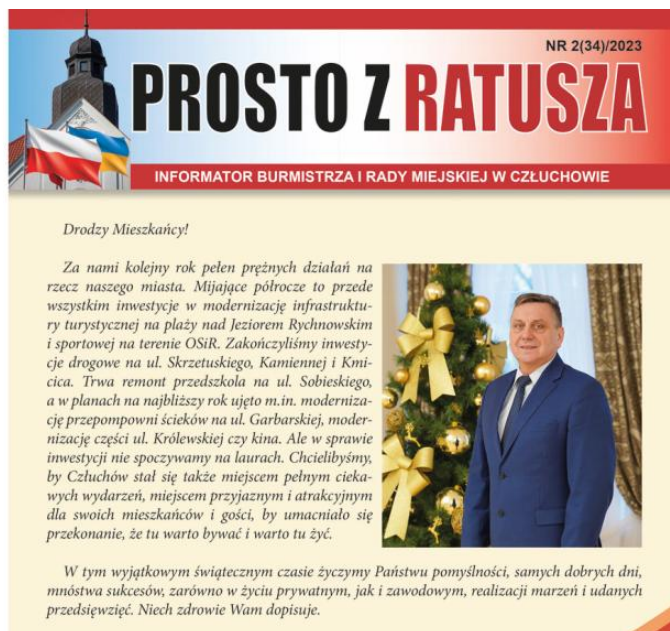 NR 2(34)/2023
PROSTO Z RATUSZA
INFORMATOR BURMISTRZA I RADY MIEJSKIEJ W CZŁUCHOWIE
Drodzy Mieszkańcy!
Za nami kolejny rok pełen prężnych działań na
rzecz naszego miasta. Mijające półrocze to przede
wszystkim inwestycje w modernizację infrastruktu-
ry turystycznej na plaży nad Jeziorem Rychnowskim
i sportowej na terenie OSiR. Zakończyliśmy inwesty-
cje drogowe na ul. Skrzetuskiego, Kamiennej i Kmi-
cica. Trwa remont przedszkola na ul. Sobieskiego,
a w planach na najbliższy rok ujęto m.in. moderniza-
cję przepompowni ścieków na ul. Garbarskiej, moder-
nizację części ul. Królewskiej czy kina. Ale w sprawie
inwestycji nie spoczywamy na laurach. Chcielibyśmy,
by Człuchów stał się także miejscem pełnym cieka-
wych wydarzeń, miejscem przyjaznym i atrakcyjnym
dla swoich mieszkańców i gości, by umacniało się
przekonanie, że tu warto bywać i warto tu żyć.
W tym wyjątkowym świątecznym czasie życzymy Państwu pomyślności, samych dobrych dni,
mnóstwa sukcesów, zarówno w życiu prywatnym, jak i zawodowym, realizacji marzeń i udanych
przedsięwzięć. Niech zdrowie Wam dopisuje.